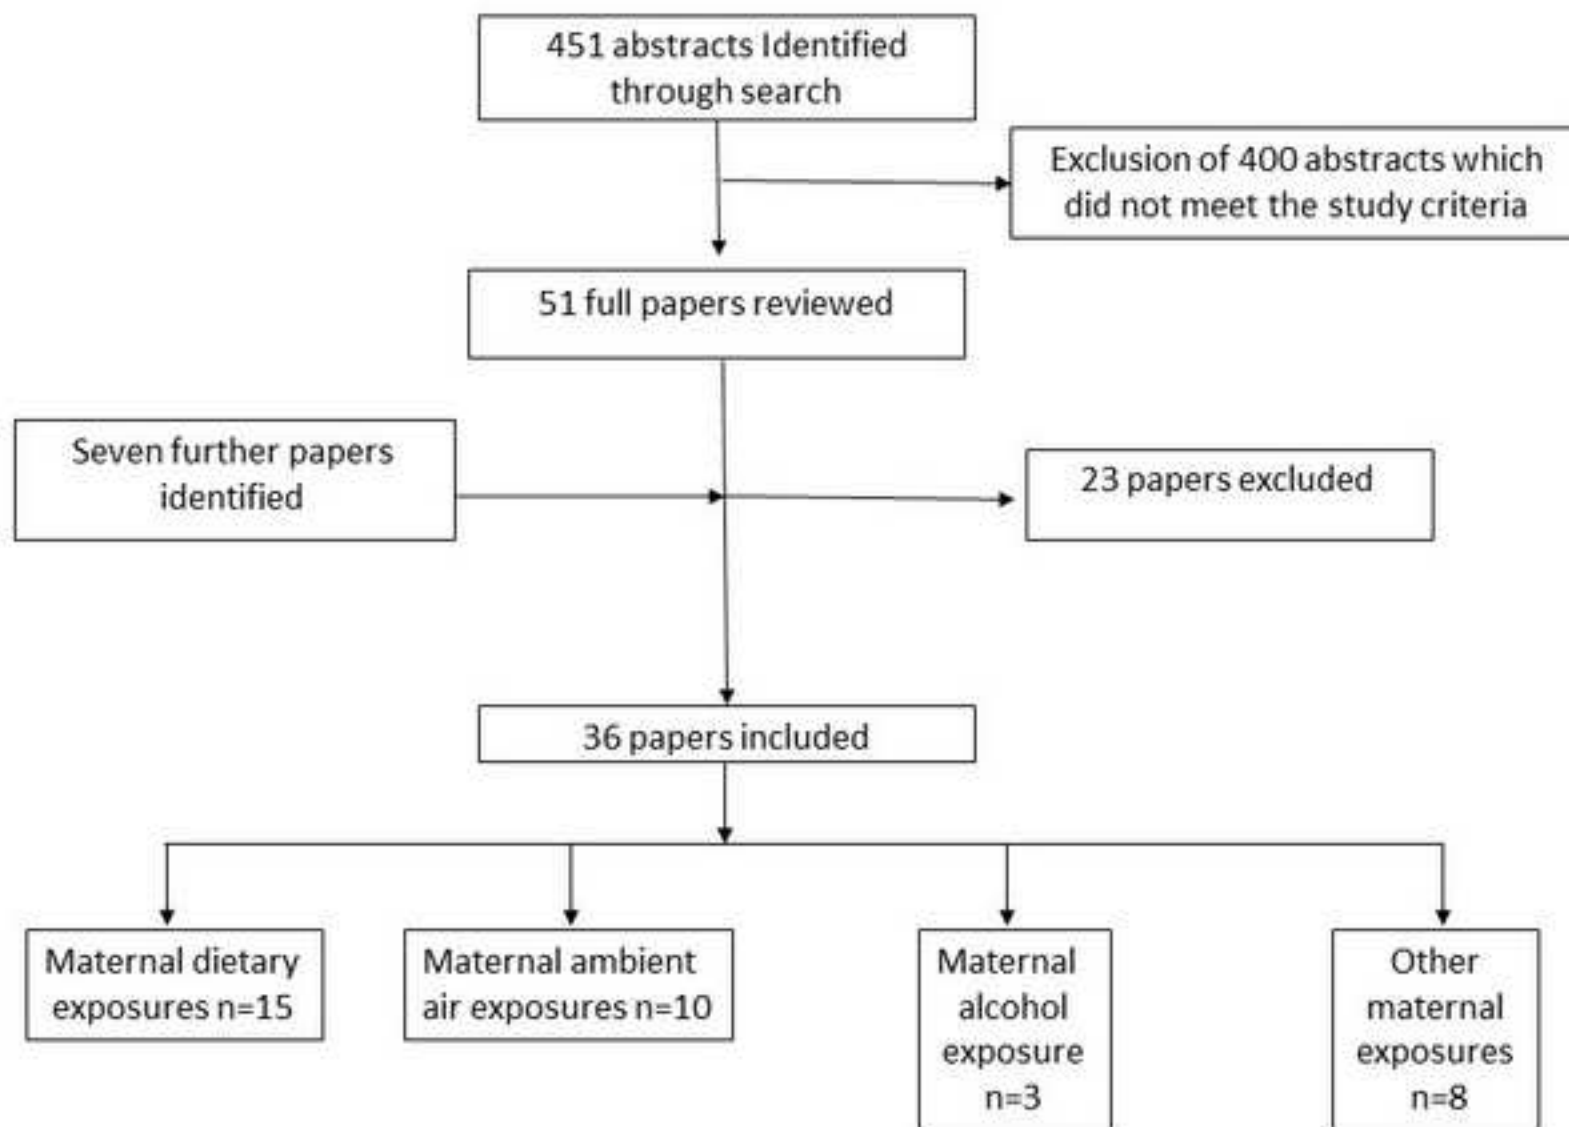 451 abstracts Identified
through search
Exclusion of 400 abstracts which
did not meet the study criteria
51 full papers reviewed
Seven further papers
identified
23 papers excluded
36 papers included
Maternal dietary
exposures n=15
Maternal ambient
air exposures n=10
Maternal
alcohol
exposure
n=3
Other
maternal
exposures
n=8